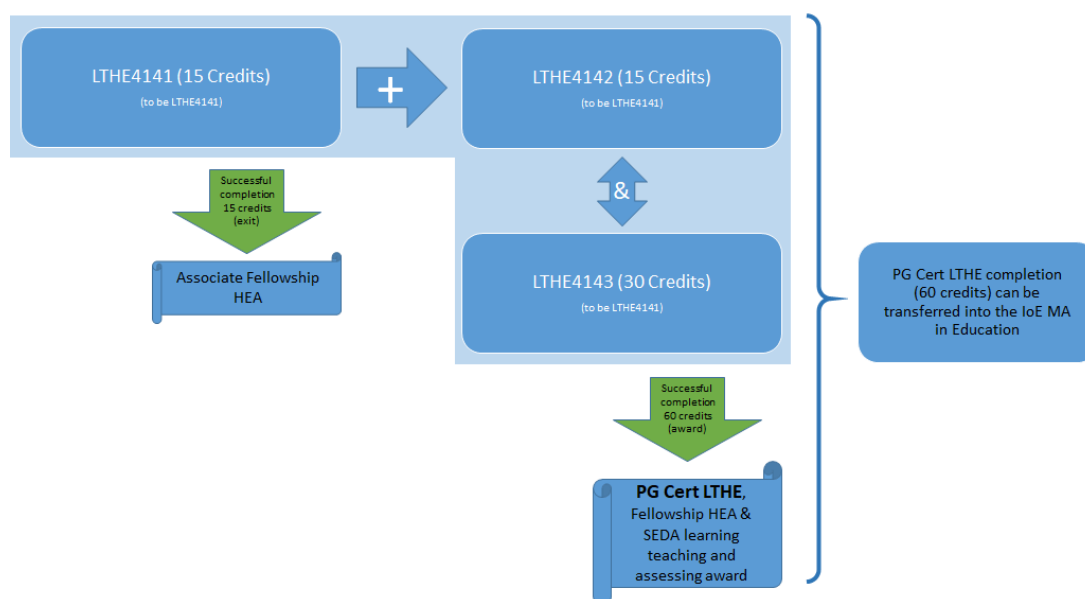 LTHE4141 (15 Credits)
(to be LTHE4141)
+
LTHE4142 (15 Credits)
(to be LTHE4141)
Successful
completion
15 credits
(exit)
Associate Fellowship
HEA
&
LTHE4143 (30 Credits)
(to be LTHE4141)
Successful
completion
60 credits
(award)
PG Cert LTHE,
Fellowship HEA &
SEDA learning
teaching and
assessing award
PG Cert LTHE completion
(60 credits) can be
transferred into the IoE MA
in Education